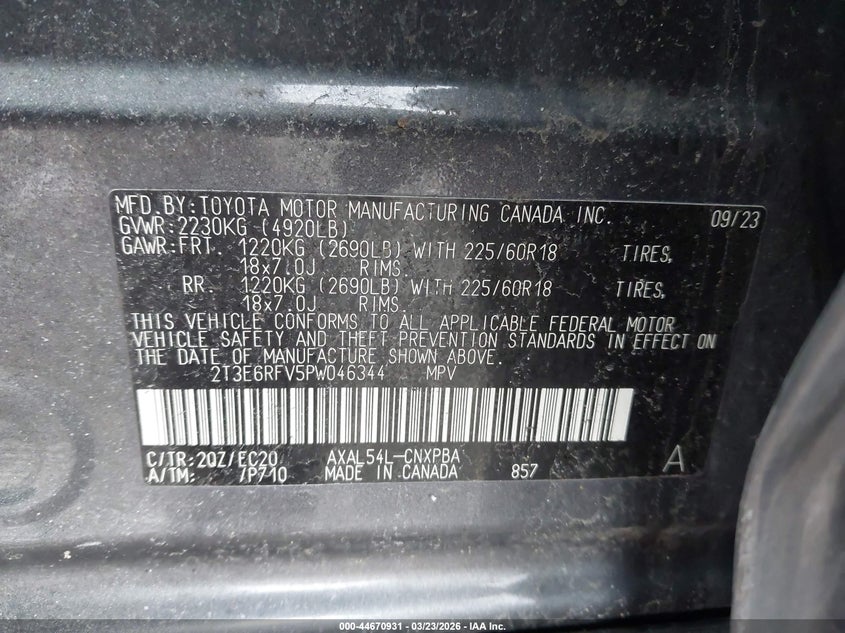 MFD.BY:TOYOTA MOTOR MANUFACTURING CANADA INC. 09/23
GVWR:2230KG (4920LB)
GAWR:FRT. 1220KG (2690LB) WITH 225/60R18 TIRES,
18x7.0J RIMS.
RR. 1220KG (2690LB) WITH 225/60R18 TIRES,
18x7.0J RIMS.
THIS VEHICLE CONFORMS TO ALL APPLICABLE FEDERAL MOTOR
VEHICLE SAFETY AND THEFT PREVENTION STANDARDS IN EFFECT ON
THE DATE OF MANUFACTURE SHOWN ABOVE.
2T3E6RFV5PW046344 MPV
C/TR:2QZ/EC20 AXAL54L-CNXPBA
A/TM: /P710 MADE IN CANADA 857 A
000-44670931 | 03/23/2026 | IAA Inc.